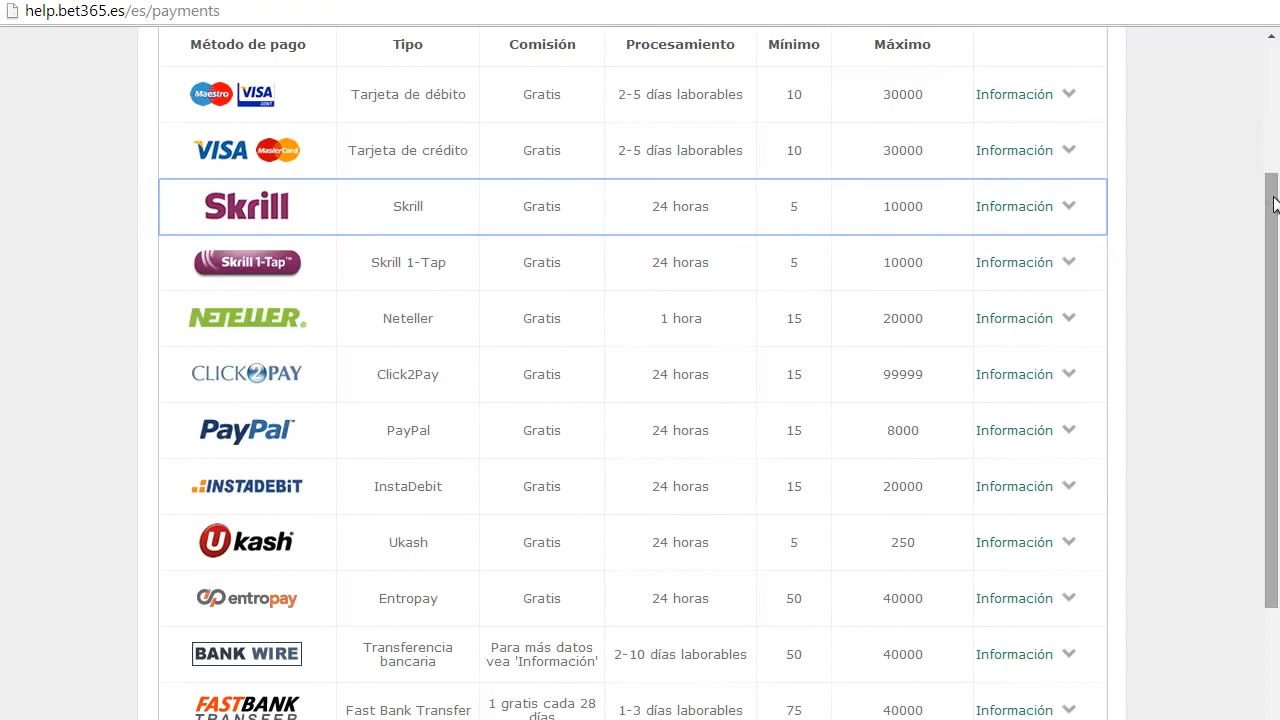 help.bet365.es/es/payments
Método de pago Tipo Comisión Procesamiento Mínimo Máximo
Maestro VISA DEBIT Tarjeta de débito Gratis 2-5 días laborables 10 30000 Información
VISA MasterCard Tarjeta de crédito Gratis 2-5 días laborables 10 30000 Información
Skrill Skrill Gratis 24 horas 5 10000 Información
Skrill 1-Tap™ Skrill 1-Tap Gratis 24 horas 5 10000 Información
NETELLER® Neteller Gratis 1 hora 15 20000 Información
CLICK2PAY Click2Pay Gratis 24 horas 15 99999 Información
PayPal™ PayPal Gratis 24 horas 15 8000 Información
INSTADEBIT InstaDebit Gratis 24 horas 15 20000 Información
Ukash Ukash Gratis 24 horas 5 250 Información
entropay Entropay Gratis 24 horas 50 40000 Información
BANK WIRE Transferencia bancaria Para más datos vea 'Información' 2-10 días laborables 50 40000 Información
FASTBANK TRANSFER Fast Bank Transfer 1 gratis cada 28 días 1-3 días laborables 75 40000 Información